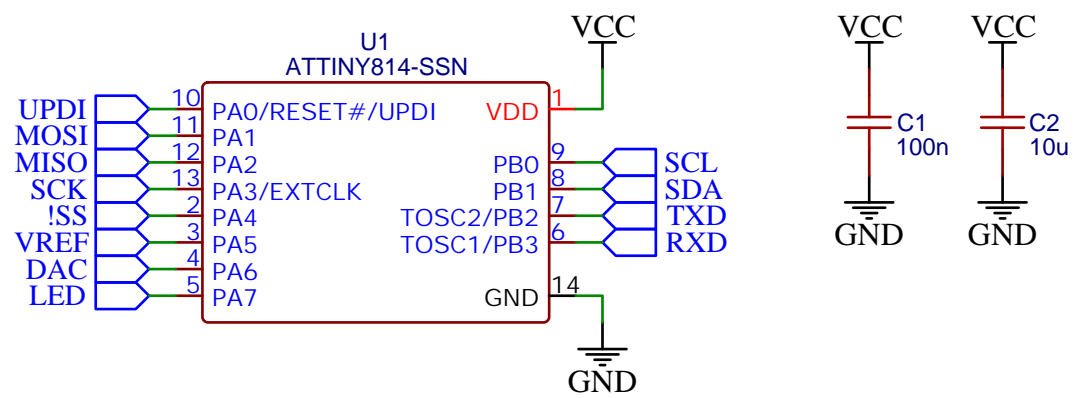 VCC
VCC
VCC
U1
ATTINY814-SSN
UPDI 10 PA0/RESET#/UPDI VDD 1
MOSI 11 PA1
MISO 12 PA2 PB0 9 SCL
SCK 13 PA3/EXTCLK PB1 8 SDA
!SS 2 PA4 TOSC2/PB2 7 TXD
VREF 3 PA5 TOSC1/PB3 6 RXD
DAC 4 PA6
LED 5 PA7 GND 14
GND
C1
100n
GND
C2
10u
GND